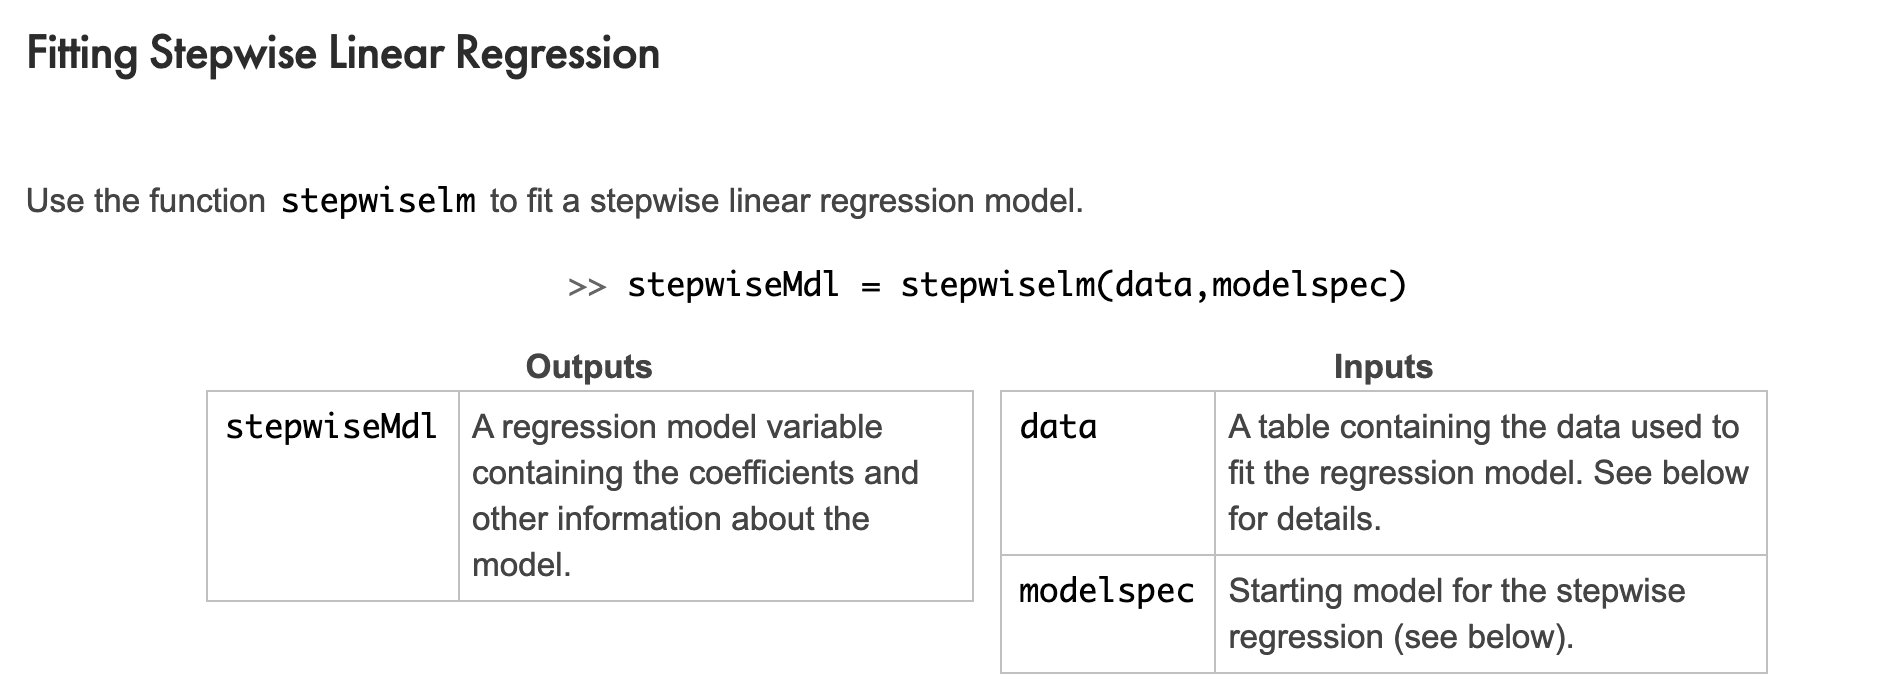 Fitting Stepwise Linear Regression
Use the function stepwiselm to fit a stepwise linear regression model.
>> stepwiseMdl = stepwiselm(data,modelspec)
Outputs
stepwiseMdl
A regression model variable
containing the coefficients and
other information about the
model.
Inputs
data
A table containing the data used to
fit the regression model. See below
for details.
modelspec
Starting model for the stepwise
regression (see below).